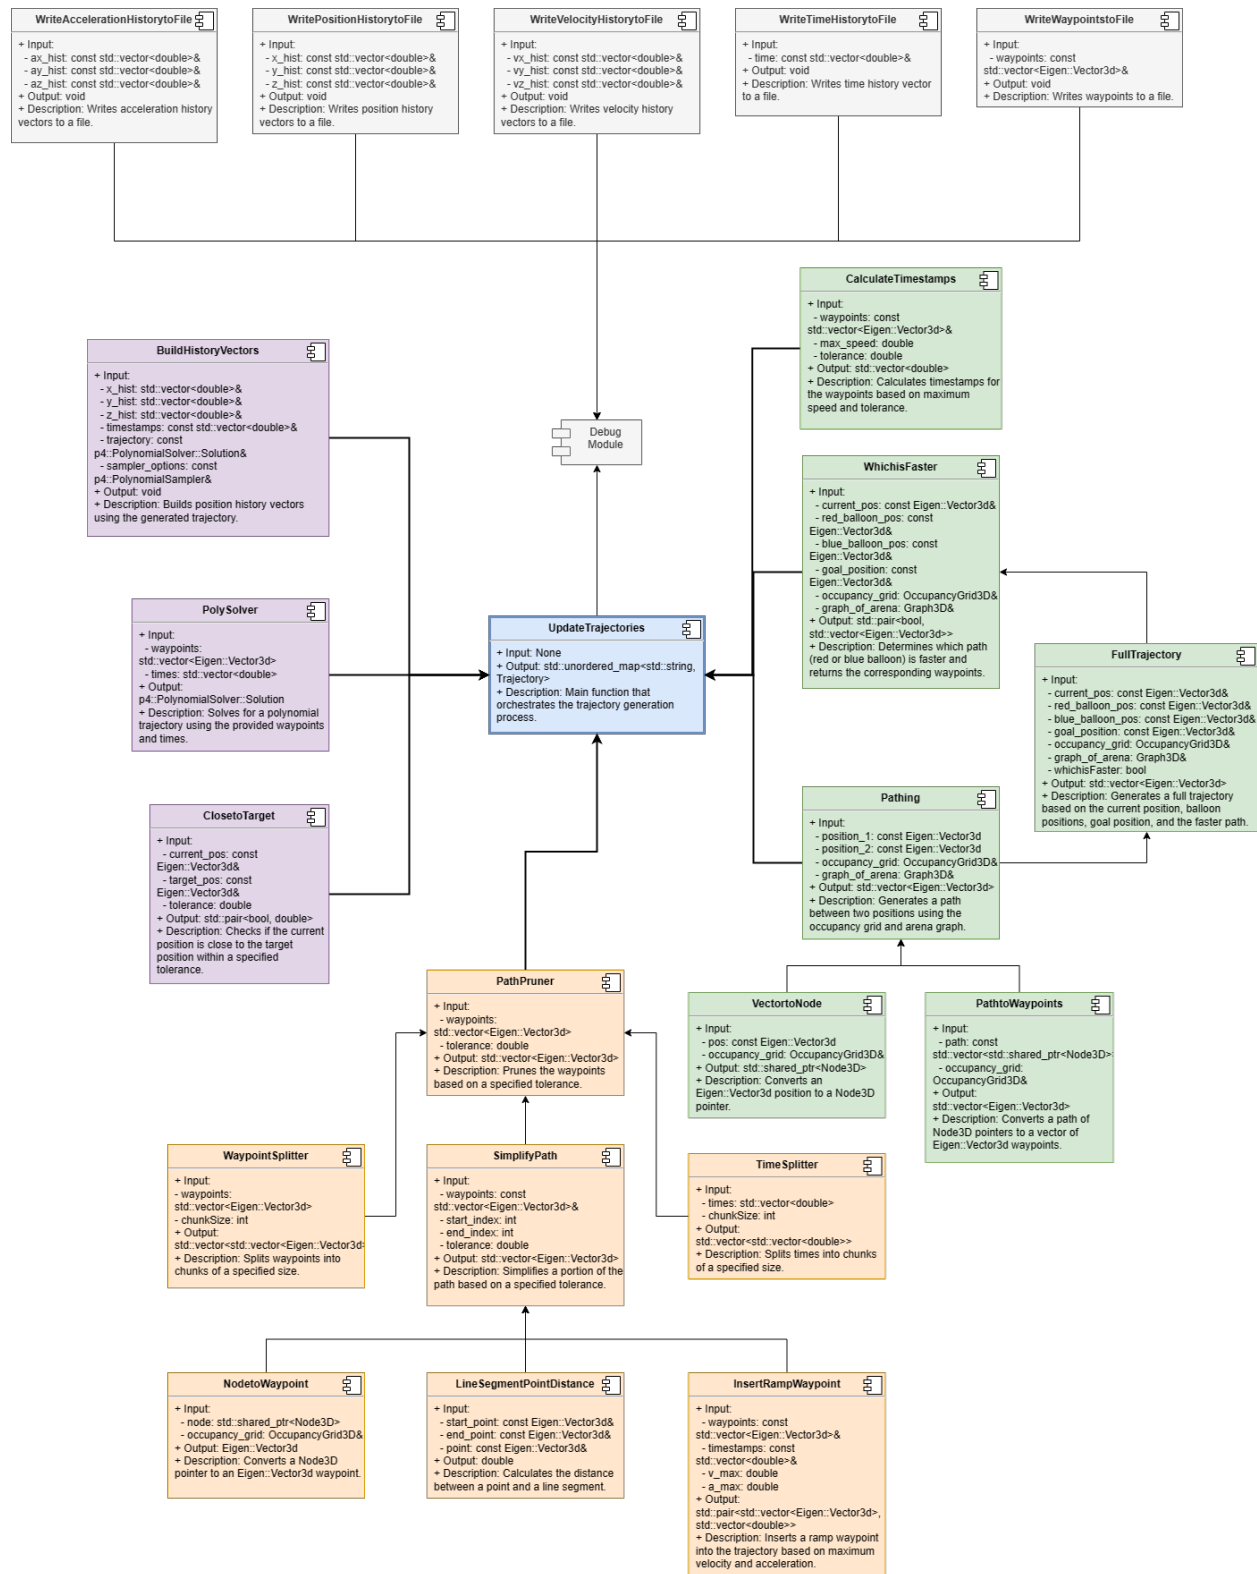 WriteAccelerationHistorytoFile
+ Input:
- ax_hist: const std::vector<double>&
- ay_hist: const std::vector<double>&
- az_hist: const std::vector<double>&
+ Output: void
+ Description: Writes acceleration history
vectors to a file.
WritePositionHistorytoFile
+ Input:
- x_hist: const std::vector<double>&
- y_hist: const std::vector<double>&
- z_hist: const std::vector<double>&
+ Output: void
+ Description: Writes position history
vectors to a file.
WriteVelocityHistorytoFile
+ Input:
- vx_hist: const std::vector<double>&
- vy_hist: const std::vector<double>&
- vz_hist: const std::vector<double>&
+ Output: void
+ Description: Writes velocity history
vectors to a file.
WriteTimeHistorytoFile
+ Input:
- time: const std::vector<double>&
+ Output: void
+ Description: Writes time history vector
to a file.
WriteWaypointstoFile
+ Input:
- waypoints: const
std::vector<Eigen::Vector3d>&
+ Output: void
+ Description: Writes waypoints to a file.
CalculateTimestamps
+ Input:
- waypoints: const
std::vector<Eigen::Vector3d>&
- max_speed: double
- tolerance: double
+ Output: std::vector<double>
+ Description: Calculates timestamps for
the waypoints based on maximum
speed and tolerance.
BuildHistoryVectors
+ Input:
- x_hist: std::vector<double>&
- y_hist: std::vector<double>&
- z_hist: std::vector<double>&
- timestamps: const std::vector<double>&
- trajectory: const
p4::PolynomialSolver::Solution&
- sampler_options: const
p4::PolynomialSampler&
+ Output: void
+ Description: Builds position history vectors
using the generated trajectory.
Debug
Module
WhichisFaster
+ Input:
- current_pos: const Eigen::Vector3d&
- red_balloon_pos: const
Eigen::Vector3d&
- blue_balloon_pos: const
Eigen::Vector3d&
- goal_position: const
Eigen::Vector3d&
- occupancy_grid: OccupancyGrid3D&
- graph_of_arena: Graph3D&
+ Output: std::pair<bool,
std::vector<Eigen::Vector3d>>
+ Description: Determines which path
(red or blue balloon) is faster and
returns the corresponding waypoints.
PolySolver
+ Input:
- waypoints:
std::vector<Eigen::Vector3d>
- times: std::vector<double>
+ Output:
p4::PolynomialSolver::Solution
+ Description: Solves for a polynomial
trajectory using the provided waypoints
and times.
UpdateTrajectories
+ Input: None
+ Output: std::unordered_map<std::string,
Trajectory>
+ Description: Main function that
orchestrates the trajectory generation
process.
FullTrajectory
+ Input:
- current_pos: const Eigen::Vector3d&
- red_balloon_pos: const Eigen::Vector3d&
- blue_balloon_pos: const Eigen::Vector3d&
- goal_position: const Eigen::Vector3d&
- occupancy_grid: OccupancyGrid3D&
- graph_of_arena: Graph3D&
- whichisFaster: bool
+ Output: std::vector<Eigen::Vector3d>
+ Description: Generates a full trajectory
based on the current position, balloon
positions, goal position, and the faster path.
ClosetoTarget
+ Input:
- current_pos: const
Eigen::Vector3d&
- target_pos: const
Eigen::Vector3d&
- tolerance: double
+ Output: std::pair<bool, double>
+ Description: Checks if the current
position is close to the target
position within a specified
tolerance.
Pathing
+ Input:
- position_1: const Eigen::Vector3d
- position_2: const Eigen::Vector3d
- occupancy_grid: OccupancyGrid3D&
- graph_of_arena: Graph3D&
+ Output: std::vector<Eigen::Vector3d>
+ Description: Generates a path
between two positions using the
occupancy grid and arena graph.
PathPruner
+ Input:
- waypoints:
std::vector<Eigen::Vector3d>
- tolerance: double
+ Output: std::vector<Eigen::Vector3d>
+ Description: Prunes the waypoints
based on a specified tolerance.
VectortoNode
+ Input:
- pos: const Eigen::Vector3d
- occupancy_grid: OccupancyGrid3D&
+ Output: std::shared_ptr<Node3D>
+ Description: Converts an
Eigen::Vector3d position to a Node3D
pointer.
PathtoWaypoints
+ Input:
- path: const
std::vector<std::shared_ptr<Node3D>
- occupancy_grid:
OccupancyGrid3D&
+ Output:
std::vector<Eigen::Vector3d>
+ Description: Converts a path of
Node3D pointers to a vector of
Eigen::Vector3d waypoints.
WaypointSplitter
+ Input:
- waypoints:
std::vector<Eigen::Vector3d>
- chunkSize: int
+ Output:
std::vector<std::vector<Eigen::Vector3d>
+ Description: Splits waypoints into
chunks of a specified size.
SimplifyPath
+ Input:
- waypoints: const
std::vector<Eigen::Vector3d>&
- start_index: int
- end_index: int
- tolerance: double
+ Output: std::vector<Eigen::Vector3d>
+ Description: Simplifies a portion of the
path based on a specified tolerance.
TimeSplitter
+ Input:
- times: std::vector<double>
- chunkSize: int
+ Output:
std::vector<std::vector<double>>
+ Description: Splits times into chunks
of a specified size.
NodetoWaypoint
+ Input:
- node: std::shared_ptr<Node3D>
- occupancy_grid: OccupancyGrid3D&
+ Output: Eigen::Vector3d
+ Description: Converts a Node3D
pointer to an Eigen::Vector3d waypoint.
LineSegmentPointDistance
+ Input:
- start_point: const Eigen::Vector3d&
- end_point: const Eigen::Vector3d&
- point: const Eigen::Vector3d&
+ Output: double
+ Description: Calculates the distance
between a point and a line segment.
InsertRampWaypoint
+ Input:
- waypoints: const
std::vector<Eigen::Vector3d>&
- timestamps: const
std::vector<double>&
- v_max: double
- a_max: double
+ Output:
std::pair<std::vector<Eigen::Vector3d>,
std::vector<double>>
+ Description: Inserts a ramp waypoint
into the trajectory based on maximum
velocity and acceleration.